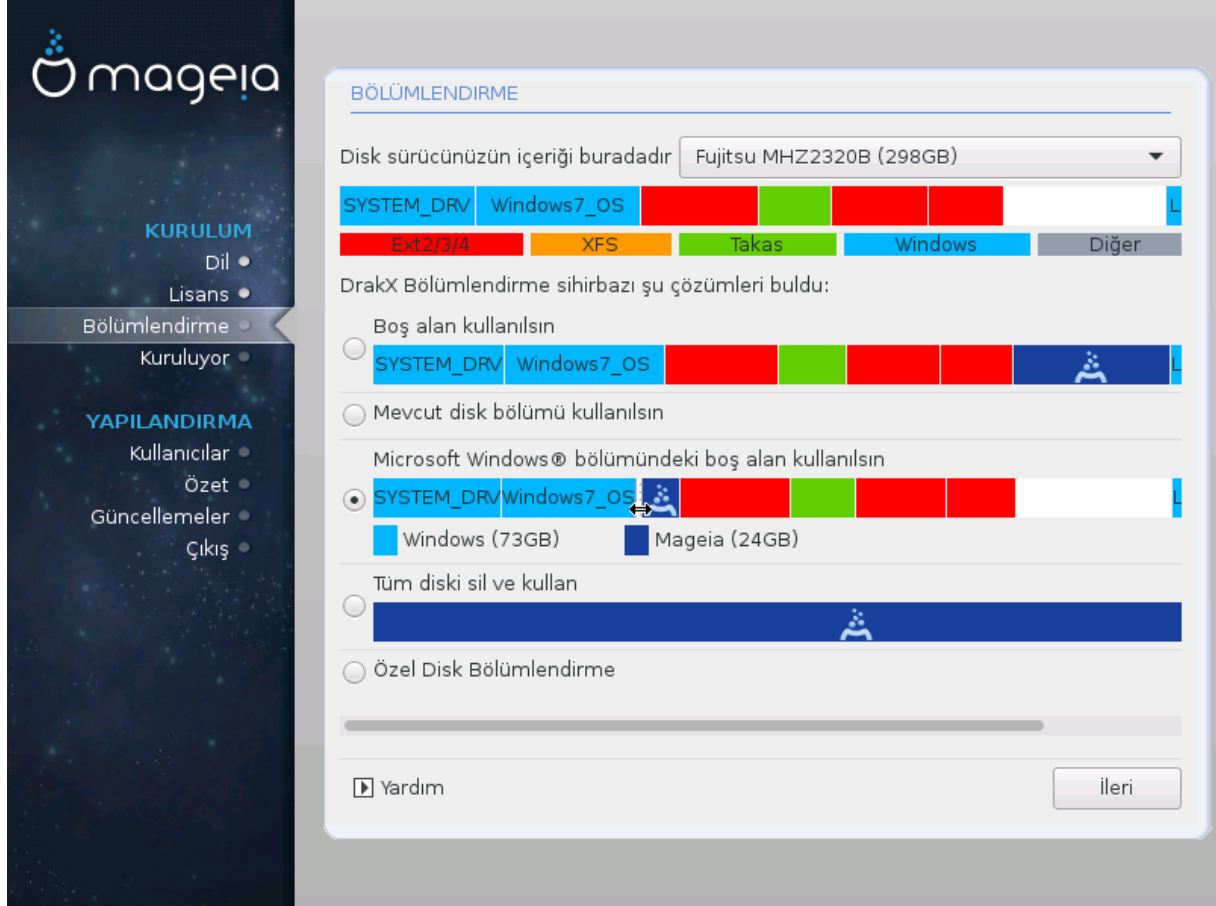 mageia
KURULUM
Dil
Lisans
Bölümlendirme
Kuruluyor
YAPILANDIRMA
Kullanıcılar
Özet
Güncellemeler
Çıkış
BÖLÜMLENDIRME
Disk sürücünüzün içeriği buradadır Fujitsu MHZ2320B (298GB)
SYSTEM_DRV Windows7_OS L
Ext2/3/4 XFS Takas Windows Diğer
DrakX Bölümlendirme sihirbazı şu çözümleri buldu:
Boş alan kullanılsın
SYSTEM_DRV Windows7_OS L
Mevcut disk bölümü kullanılsın
Microsoft Windows® bölümündeki boş alan kullanılsın
SYSTEM_DRV Windows7_OS L
Windows (73GB) Mageia (24GB)
Tüm diski sil ve kullan
Özel Disk Bölümlendirme
Yardım İleri